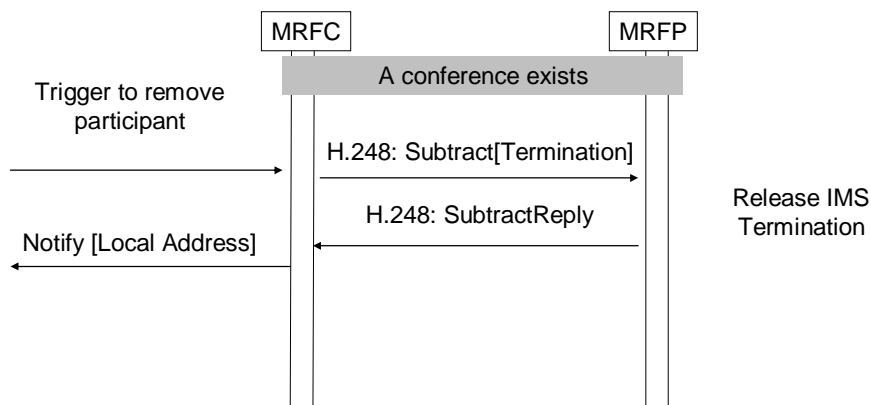 MRFC
MRFP
A conference exists
Trigger to remove
participant
H.248: Subtract[Termination]
H.248: SubtractReply
Release IMS
Termination
Notify [Local Address]